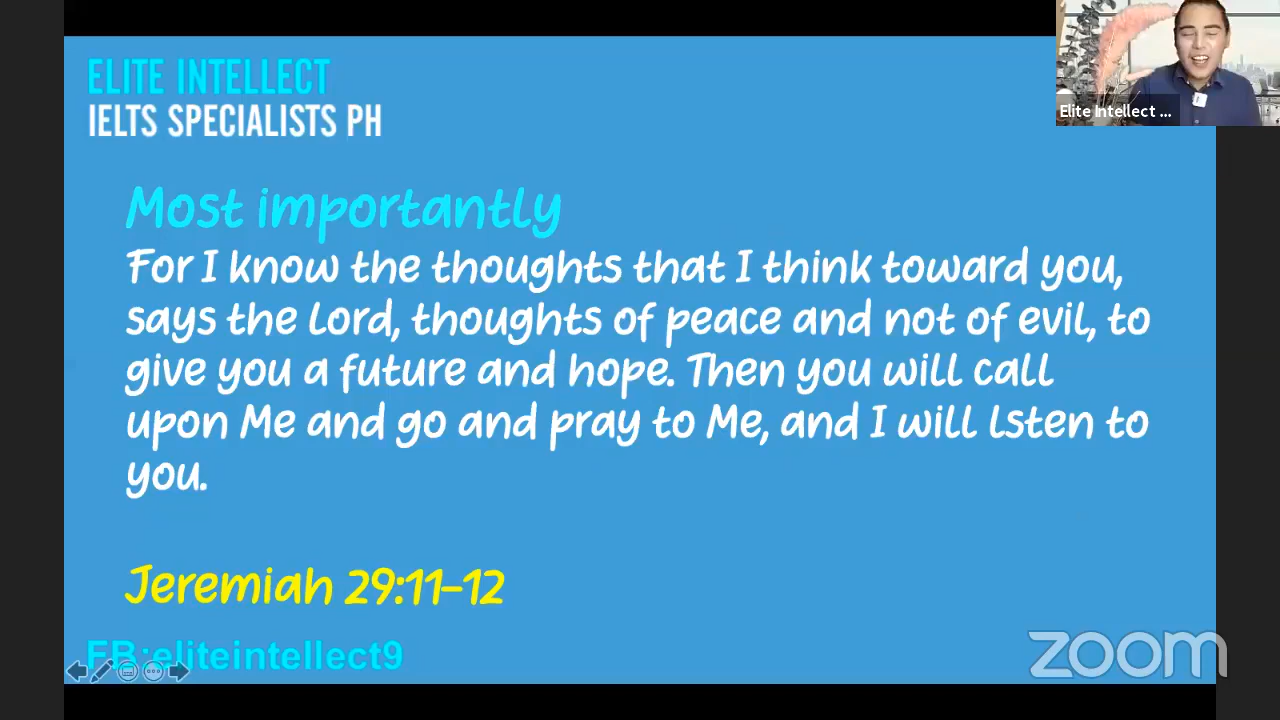 ELITE INTELLECT
IELTS SPECIALISTS PH
Elite Intellect ...
Most importantly
For I know the thoughts that I think toward you,
says the Lord, thoughts of peace and not of evil, to
give you a future and hope. Then you will call
upon Me and go and pray to Me, and I will lsten to
you.
Jeremiah 29:11-12
FB:eliteintellect9
zoom